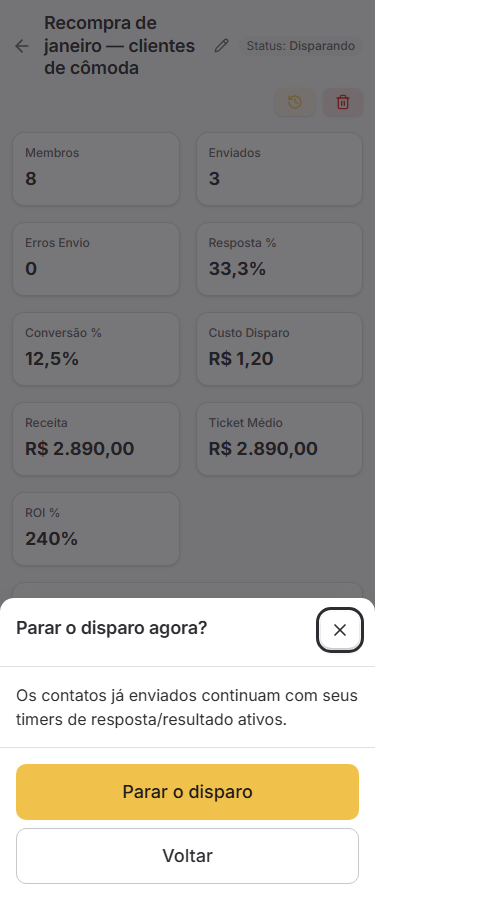 Recompra de
janeiro — clientes
de cômoda
Status: Disparando
Membros
8
Enviados
3
Erros Envio
0
Resposta %
33,3%
Conversão %
12,5%
Custo Disparo
R$ 1,20
Receita
R$ 2.890,00
Ticket Médio
R$ 2.890,00
ROI %
240%
Parar o disparo agora?
Os contatos já enviados continuam com seus
timers de resposta/resultado ativos.
Parar o disparo
Voltar